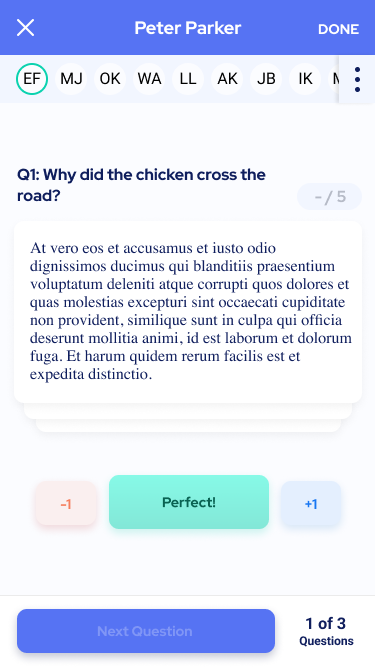 Peter Parker
DONE
EF MJ OK WA LL AK JB IK
Q1: Why did the chicken cross the
road?
- / 5
At vero eos et accusamus et iusto odio
dignissimos ducimus qui blanditiis praesentium
voluptatum deleniti atque corrupti quos dolores et
quas molestias excepturi sint occaecati cupiditate
non provident, similique sunt in culpa qui officia
deserunt mollitia animi, id est laborum et dolorum
fuga. Et harum quidem rerum facilis est et
expedita distinctio.
-1
Perfect!
+1
Next Question
1 of 3
Questions